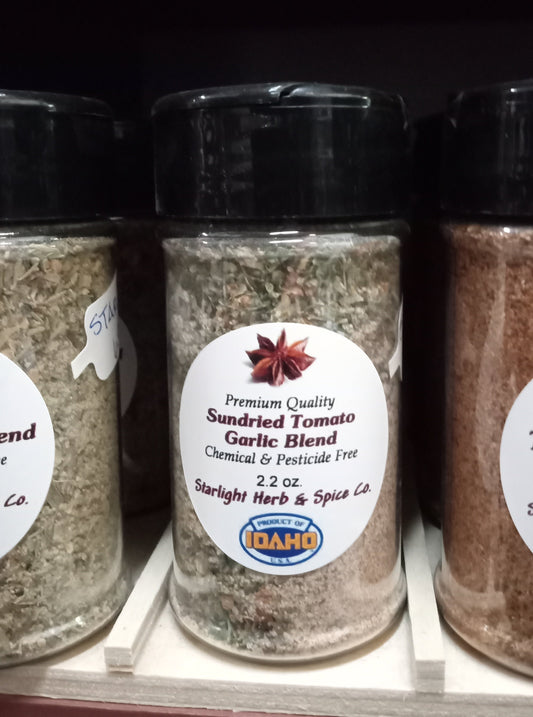 Premium Quality
Sundried Tomato
Garlic Blend
Chemical & Pesticide Free
2.2 oz.
Starlight Herb & Spice Co.
PRODUCT OF
IDAHO
U.S.A.
Co.